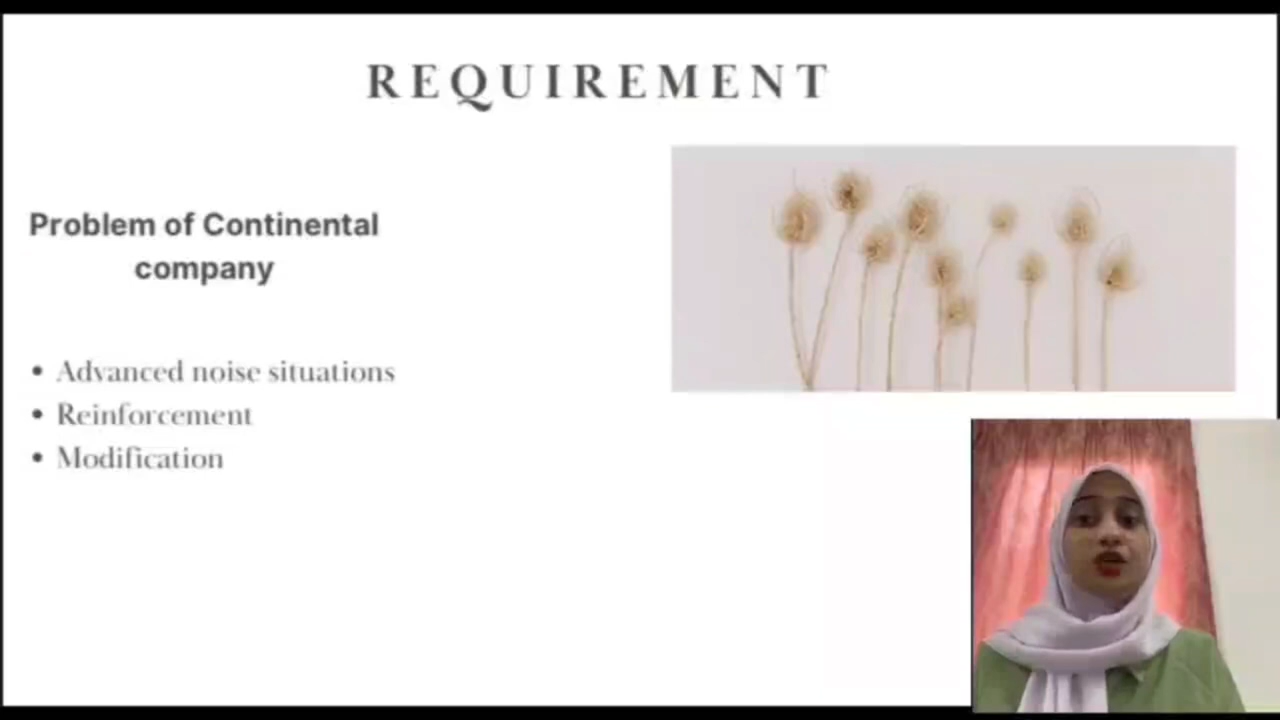 REQUIREMENT
Problem of Continental
company
• Advanced noise situations
• Reinforcement
• Modification